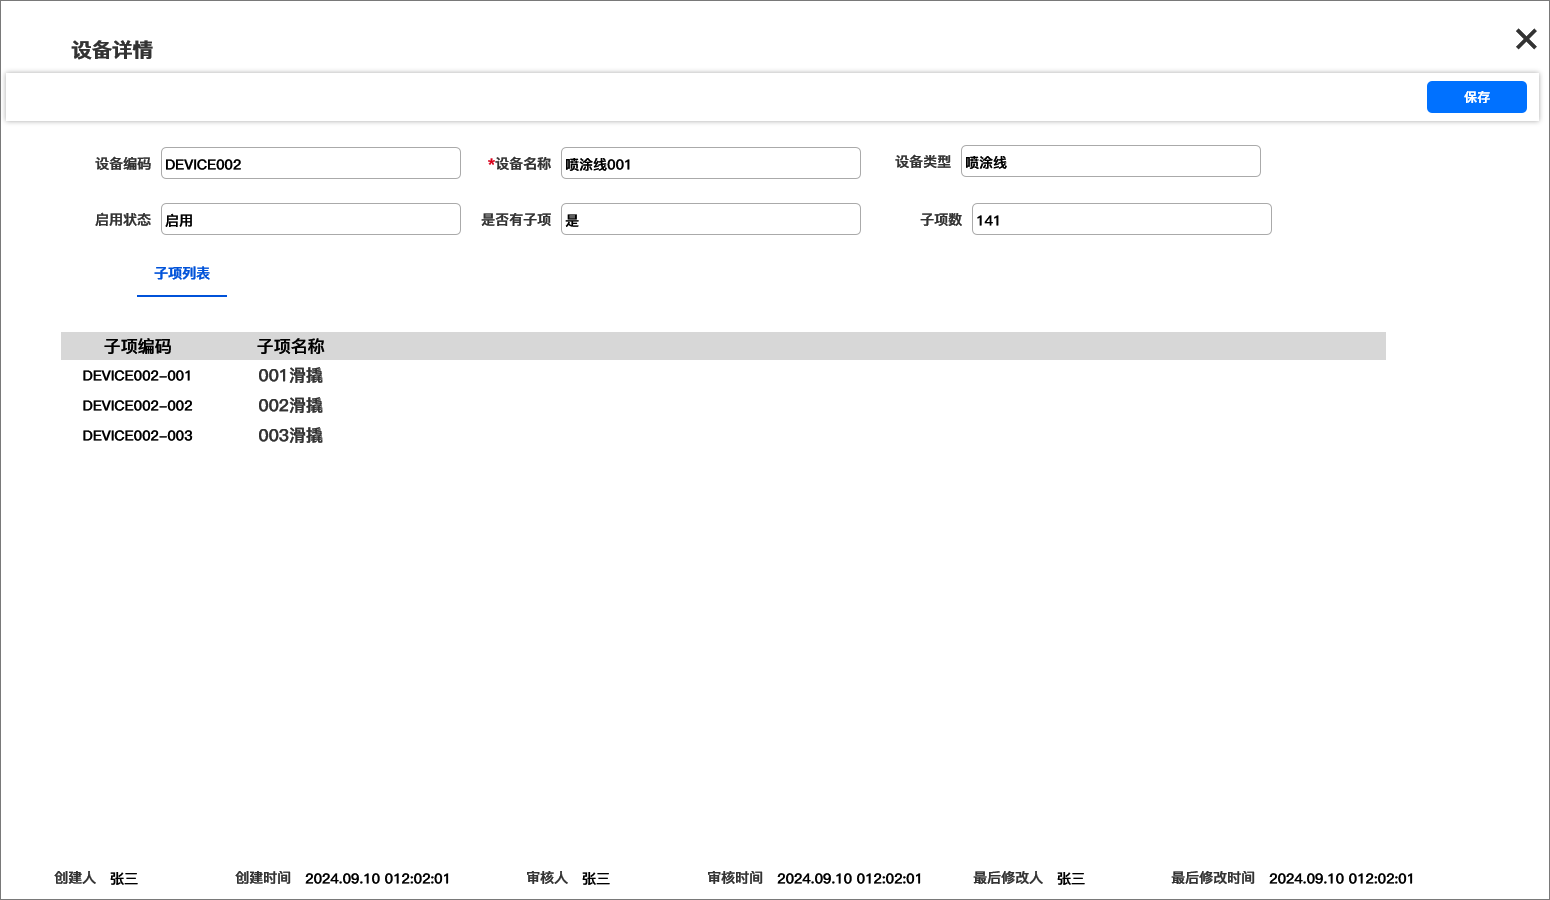 设备详情
保存
设备编码 DEVICE002 *设备名称 喷涂线001 设备类型 喷涂线
启用状态 启用 是否有子项 是 子项数 141
子项列表
子项编码 子项名称
DEVICE002-001 001滑撬
DEVICE002-002 002滑撬
DEVICE002-003 003滑撬
创建人 张三 创建时间 2024.09.10 012:02:01 审核人 张三 审核时间 2024.09.10 012:02:01 最后修改人 张三 最后修改时间 2024.09.10 012:02:01